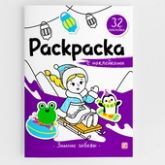 32
наклейки
Раскраска
с наклейками
Зимние забавы